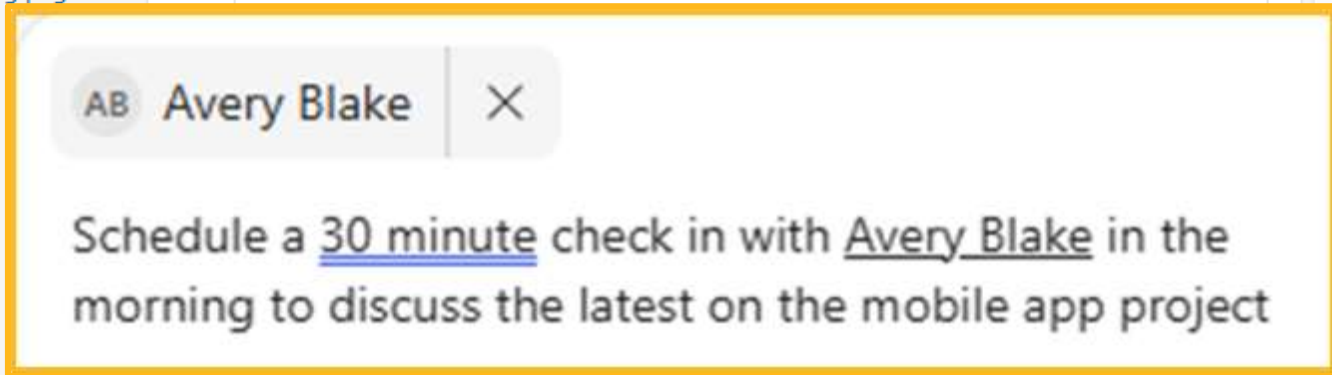 AB Avery Blake
Schedule a 30 minute check in with Avery Blake in the
morning to discuss the latest on the mobile app project